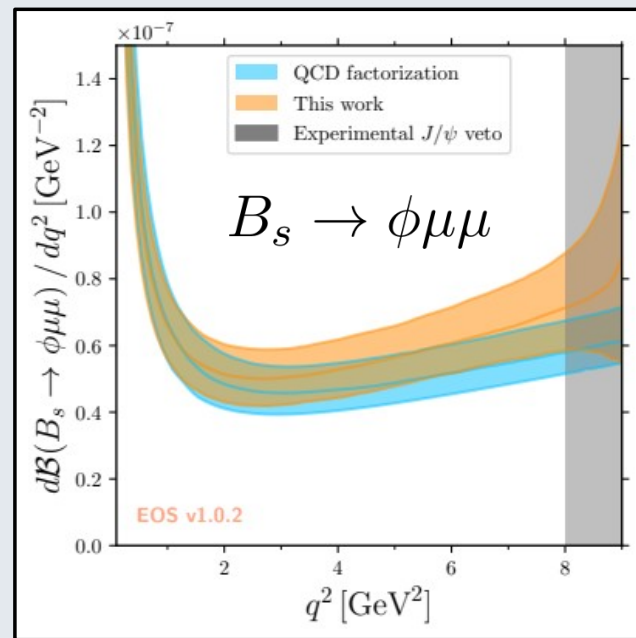 ×10⁻⁷
QCD factorization
This work
Experimental J/ψ veto
B_s → φμμ
dB(B_s → φμμ) / dq² [GeV⁻²]
1.4
1.2
1.0
0.8
0.6
0.4
0.2
0.0
EOS v1.0.2
2 4 6 8
q² [GeV²]